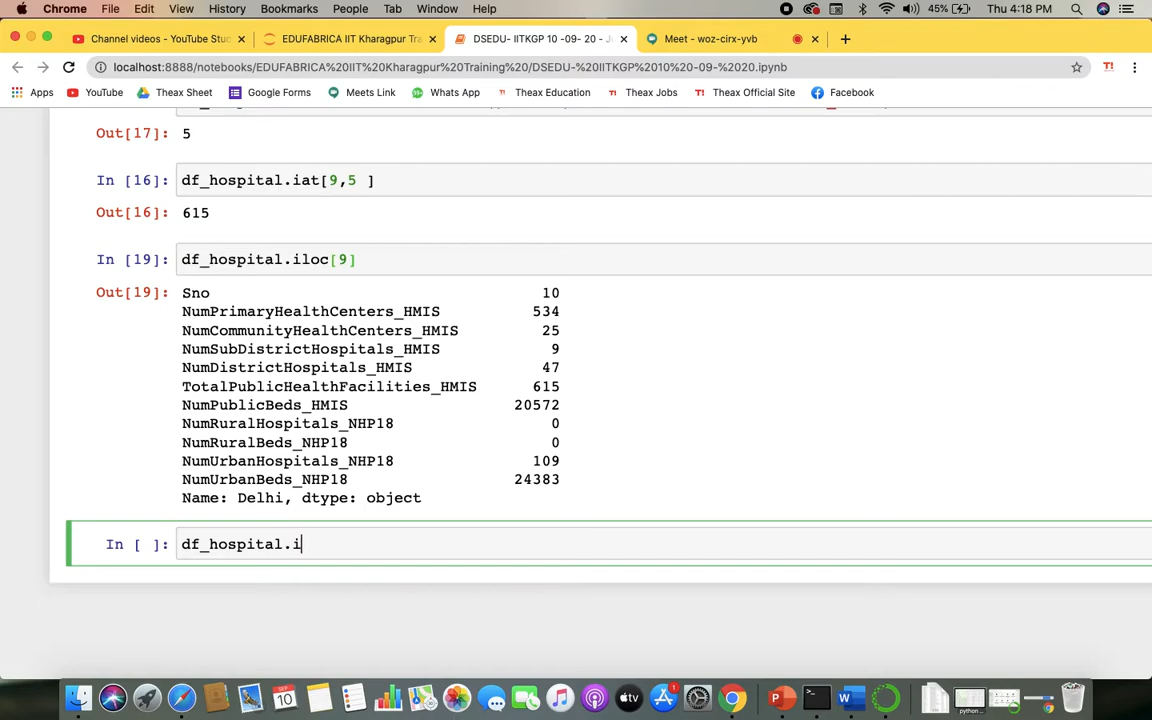 Chrome File Edit View History Bookmarks People Tab Window Help 45% Thu 4:18 PM
Channel videos - YouTube Stu EDUFABRICA IIT Kharagpur Tra DSEDU- IITKGP 10 -09- 20 - Ju Meet - woz-cirx-yvb
localhost:8888/notebooks/EDUFABRICA%20IIT%20Kharagpur%20Training%20/DSEDU-%20IITKGP%2010%20-09-%2020.ipynb
Apps YouTube Theax Sheet Google Forms Meets Link Whats App Theax Education Theax Jobs Theax Official Site Facebook
Out[17]: 5
In [16]: df_hospital.iat[9,5 ]
Out[16]: 615
In [19]: df_hospital.iloc[9]
Out[19]: Sno 10
NumPrimaryHealthCenters_HMIS 534
NumCommunityHealthCenters_HMIS 25
NumSubDistrictHospitals_HMIS 9
NumDistrictHospitals_HMIS 47
TotalPublicHealthFacilities_HMIS 615
NumPublicBeds_HMIS 20572
NumRuralHospitals_NHP18 0
NumRuralBeds_NHP18 0
NumUrbanHospitals_NHP18 109
NumUrbanBeds_NHP18 24383
Name: Delhi, dtype: object
In [ ]: df_hospital.i